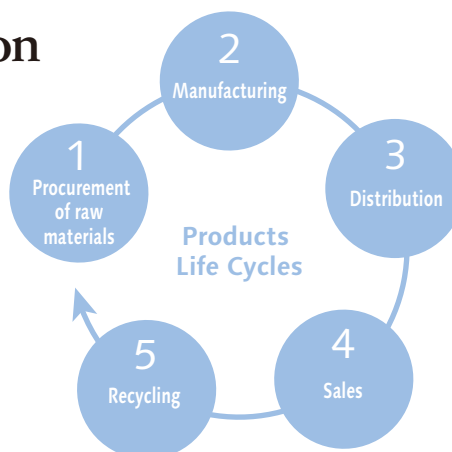 on
2
Manufacturing
1
Procurement
of raw
materials
3
Distribution
Products
Life Cycles
5
Recycling
4
Sales